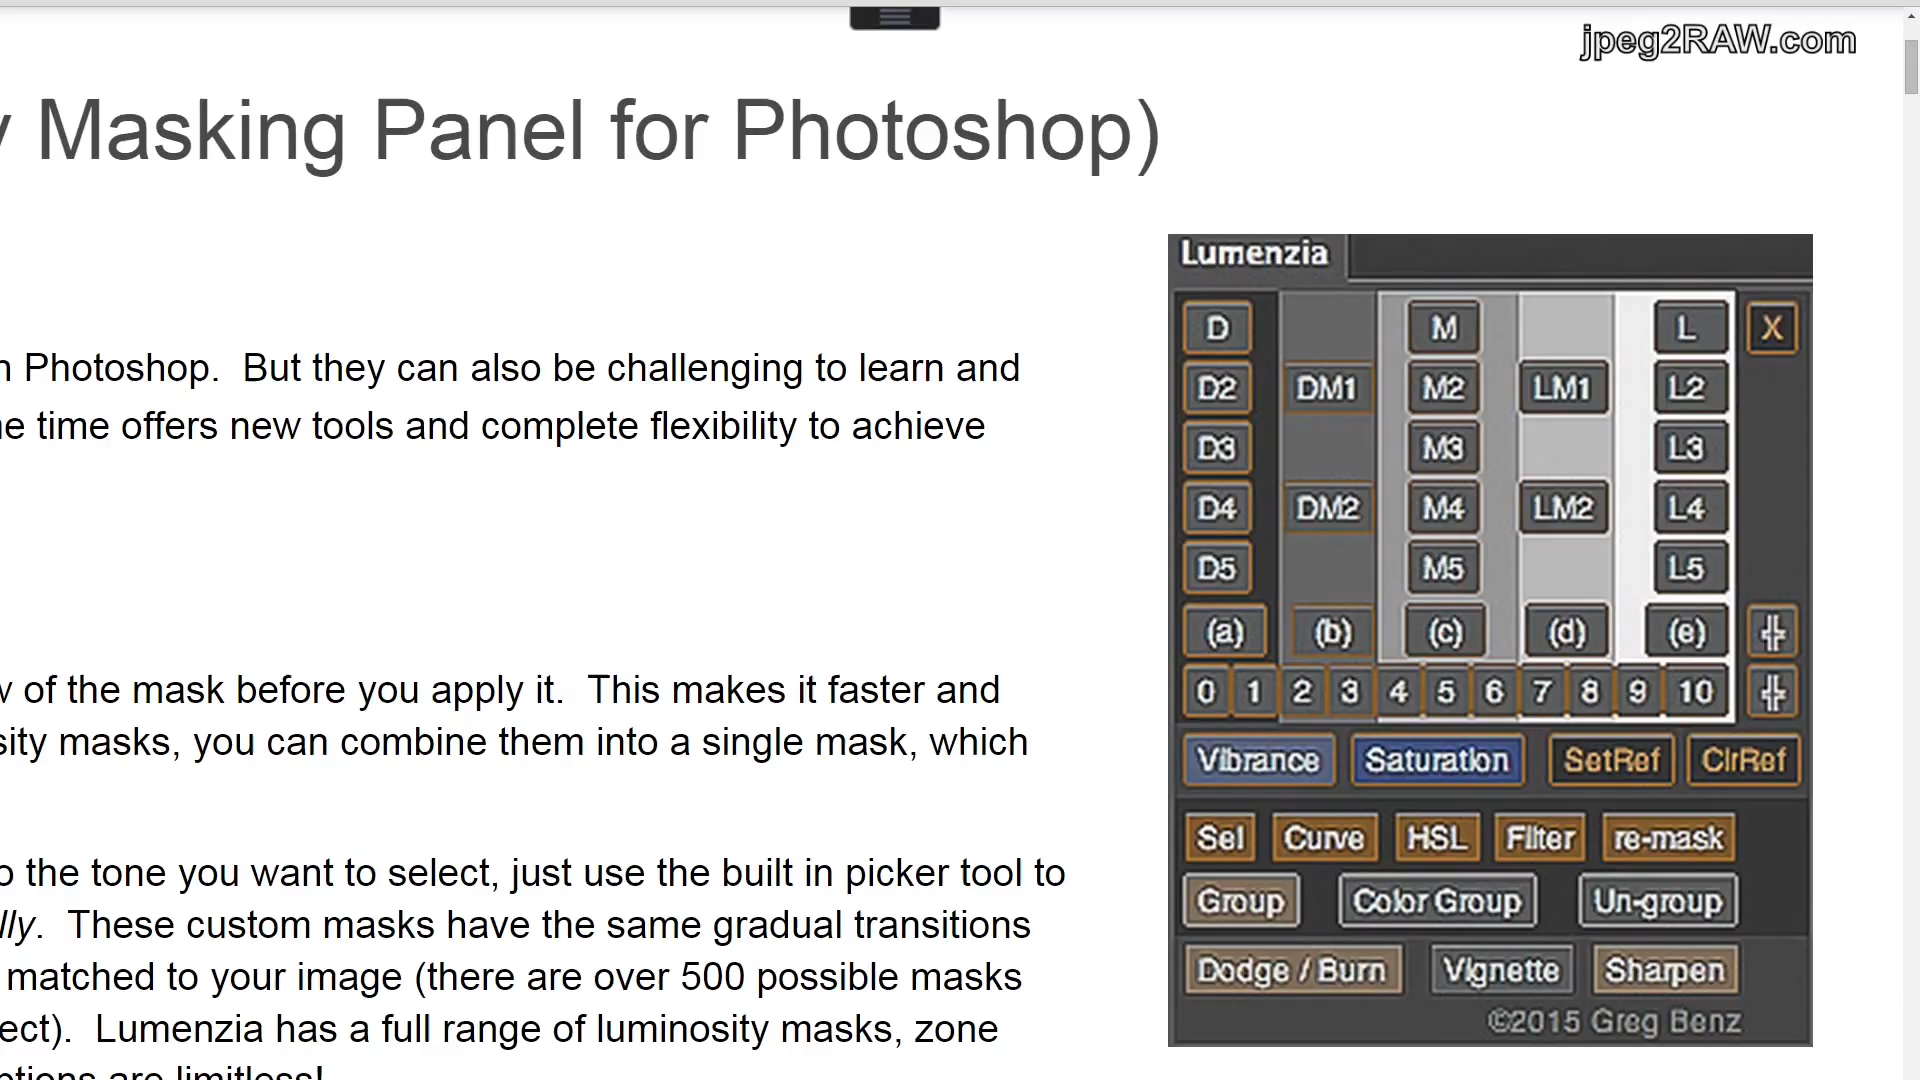 jpeg2RAW.com
Masking Panel for Photoshop)
Photoshop. But they can also be challenging to learn and
time offers new tools and complete flexibility to achieve
of the mask before you apply it. This makes it faster and
masks, you can combine them into a single mask, which
the tone you want to select, just use the built in picker tool to
These custom masks have the same gradual transitions
matched to your image (there are over 500 possible masks
Lumenzia has a full range of luminosity masks, zone
are limitless!
Lumenzia
D M L X
D2 DM1 M2 LM1 L2
D3 M3 L3
D4 DM2 M4 LM2 L4
D5 M5 L5
(a) (b) (c) (d) (e)
0 1 2 3 4 5 6 7 8 9 10
Vibrance Saturation SetRef ClrRef
Sel Curve HSL Filter re-mask
Group Color Group Un-group
Dodge / Burn Vignette Sharpen
©2015 Greg Benz